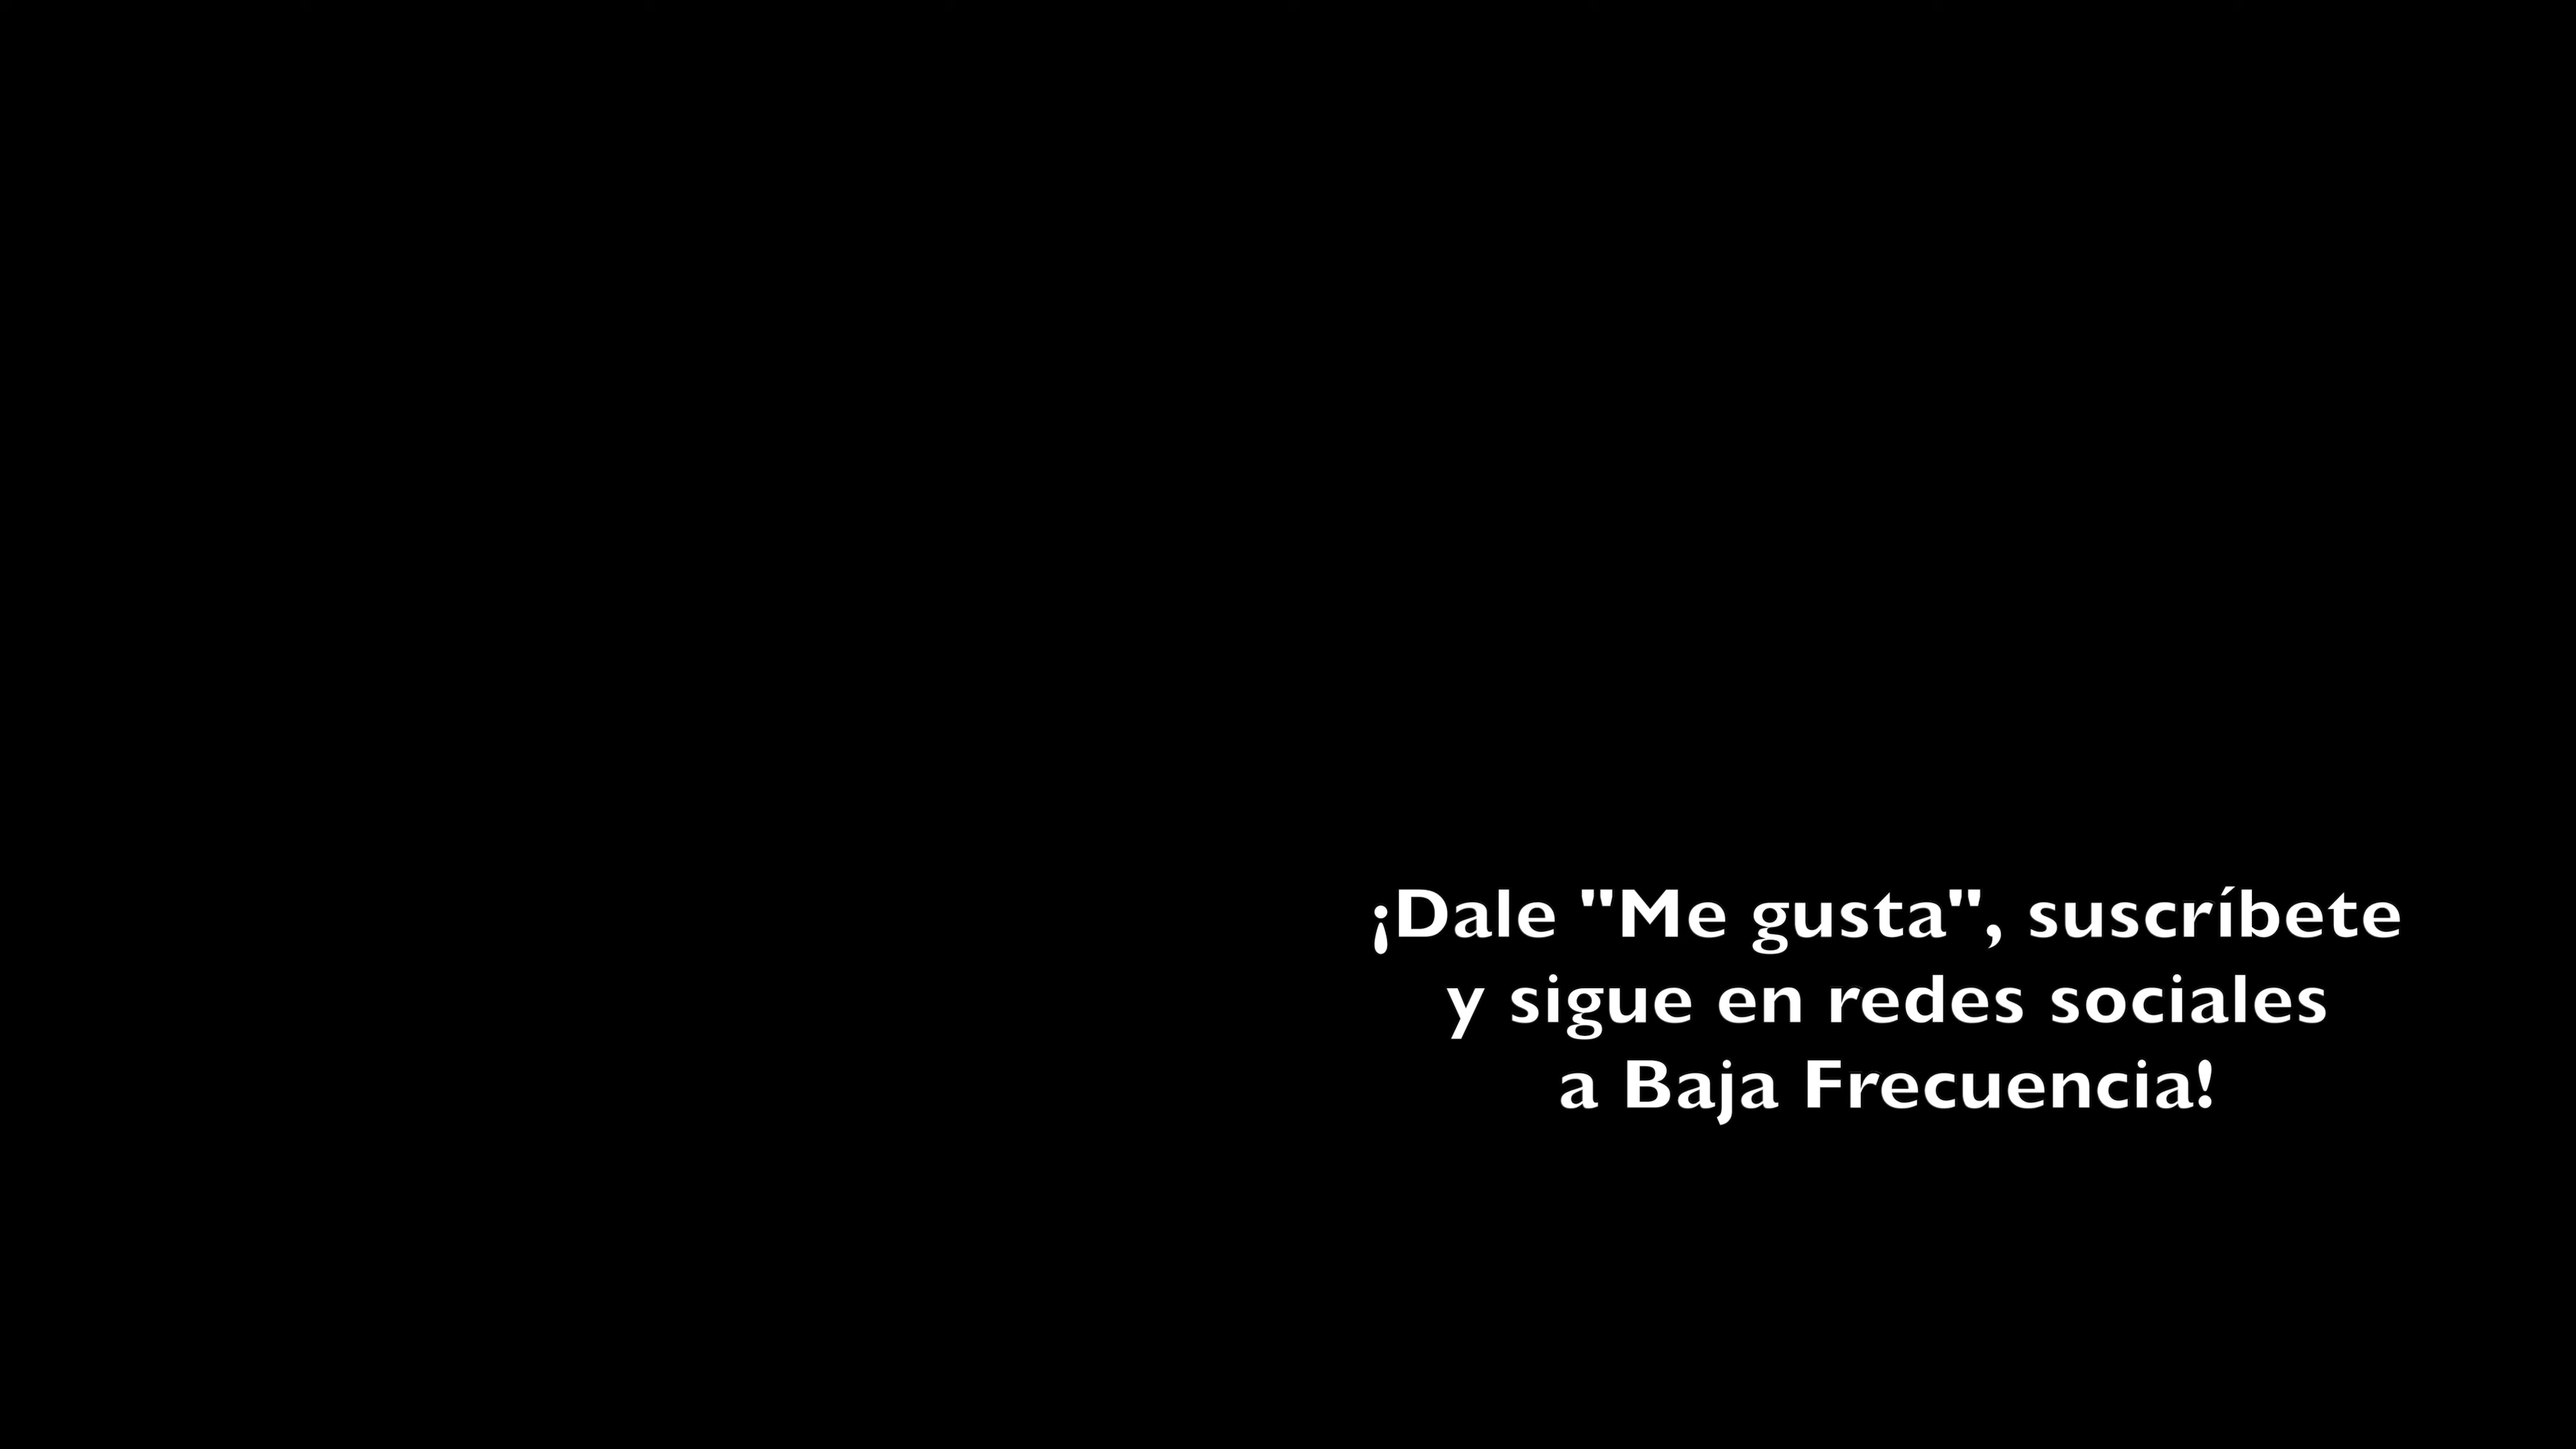 ¡Dale "Me gusta", suscríbete
y sigue en redes sociales
a Baja Frecuencia!